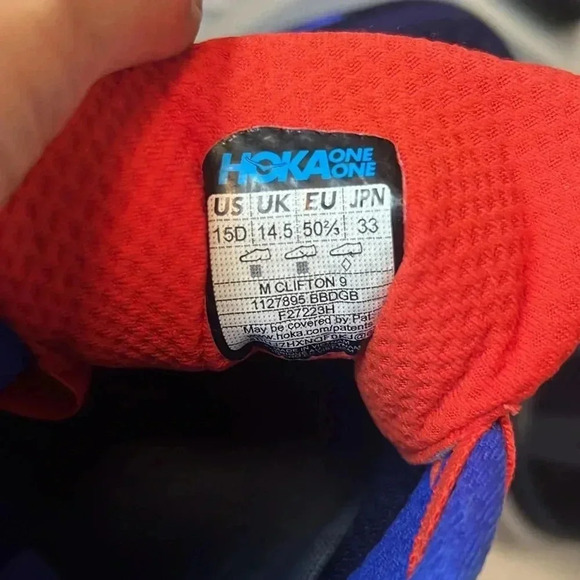 HOKA ONE ONE
US UK EU JPN
15D 14.5 50⅔ 33
M CLIFTON 9
1127895 BBDGB
F27223H
May be covered by Pat.
www.hoka.com/patents